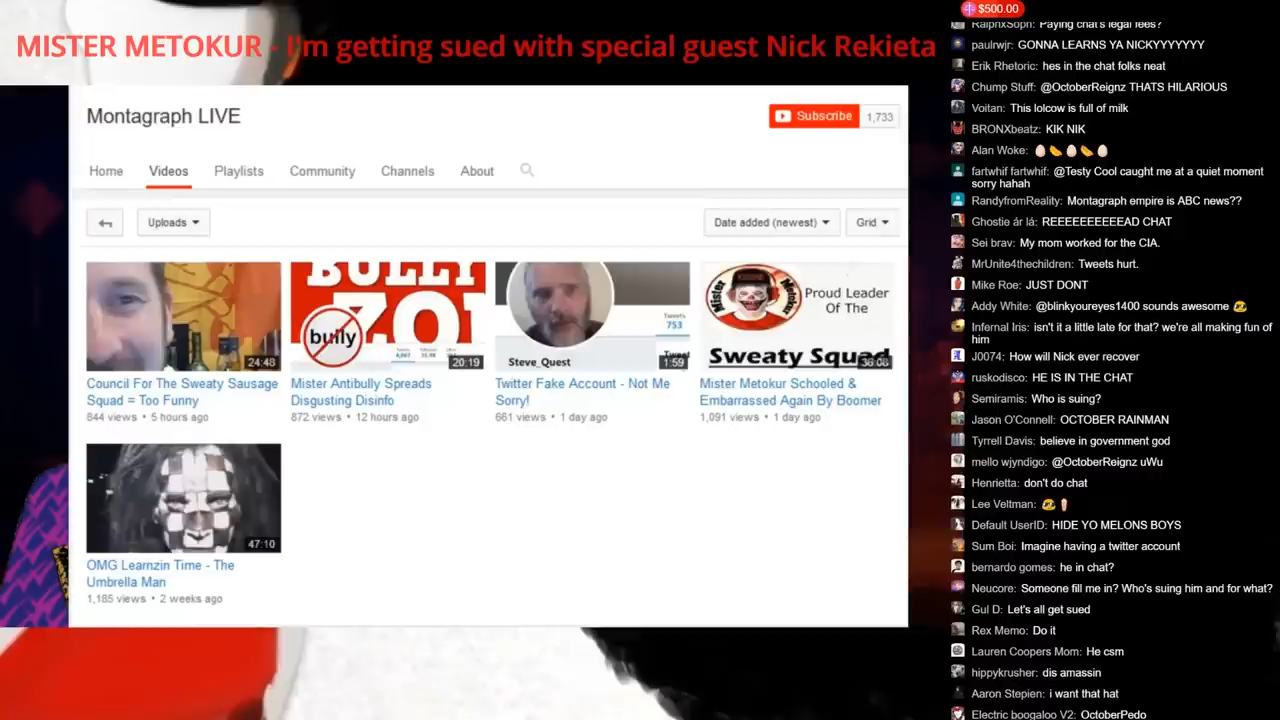 MISTER METOKUR - I'm getting sued with special guest Nick Rekieta
Montagraph LIVE
Subscribe 1,733
Home Videos Playlists Community Channels About
Uploads
Date added (newest) Grid
24:48
BULLY
ZO
bully
20:19
Tweets
753
Steve_Quest
1:59
Mister
Metokur
Proud Leader
Of The
Sweaty Squad
38:08
Council For The Sweaty Sausage
Squad = Too Funny
844 views • 5 hours ago
Mister Antibully Spreads
Disgusting Disinfo
872 views • 12 hours ago
Twitter Fake Account - Not Me
Sorry!
661 views • 1 day ago
Mister Metokur Schooled &
Embarrassed Again By Boomer
1,091 views • 1 day ago
47:10
OMG Learnzin Time - The
Umbrella Man
1,185 views • 2 weeks ago
$500.00
RalphxSoph: Paying chat's legal fees?
paulrwjr: GONNA LEARNS YA NICKYYYYYYY
Erik Rhetoric: hes in the chat folks neat
Chump Stuff: @OctoberReignz THATS HILARIOUS
Voitan: This lolcow is full of milk
BRONXbeatz: KIK NIK
Alan Woke: 🥚🌭🥚🌭🥚
fartwhif fartwhif: @Testy Cool caught me at a quiet moment
sorry hahah
RandyfromReality: Montagraph empire is ABC news??
Ghostie ár lá: REEEEEEEEEEAD CHAT
Sei brav: My mom worked for the CIA.
MrUnite4thechildren: Tweets hurt.
Mike Roe: JUST DONT
Addy White: @blinkyoureyes1400 sounds awesome
Infernal Iris: isn't it a little late for that? we're all making fun of
him
J0074: How will Nick ever recover
ruskodisco: HE IS IN THE CHAT
Semiramis: Who is suing?
Jason O'Connell: OCTOBER RAINMAN
Tyrrell Davis: believe in government god
mello wjyndigo: @OctoberReignz uWu
Henrietta: don't do chat
Lee Veltman:
Default UserID: HIDE YO MELONS BOYS
Sum Boi: Imagine having a twitter account
bernardo gomes: he in chat?
Neucore: Someone fill me in? Who's suing him and for what?
Gul D: Let's all get sued
Rex Memo: Do it
Lauren Coopers Mom: He csm
hippykrusher: dis amassin
Aaron Stepien: i want that hat
Electric boogaloo V2: OctoberPedo